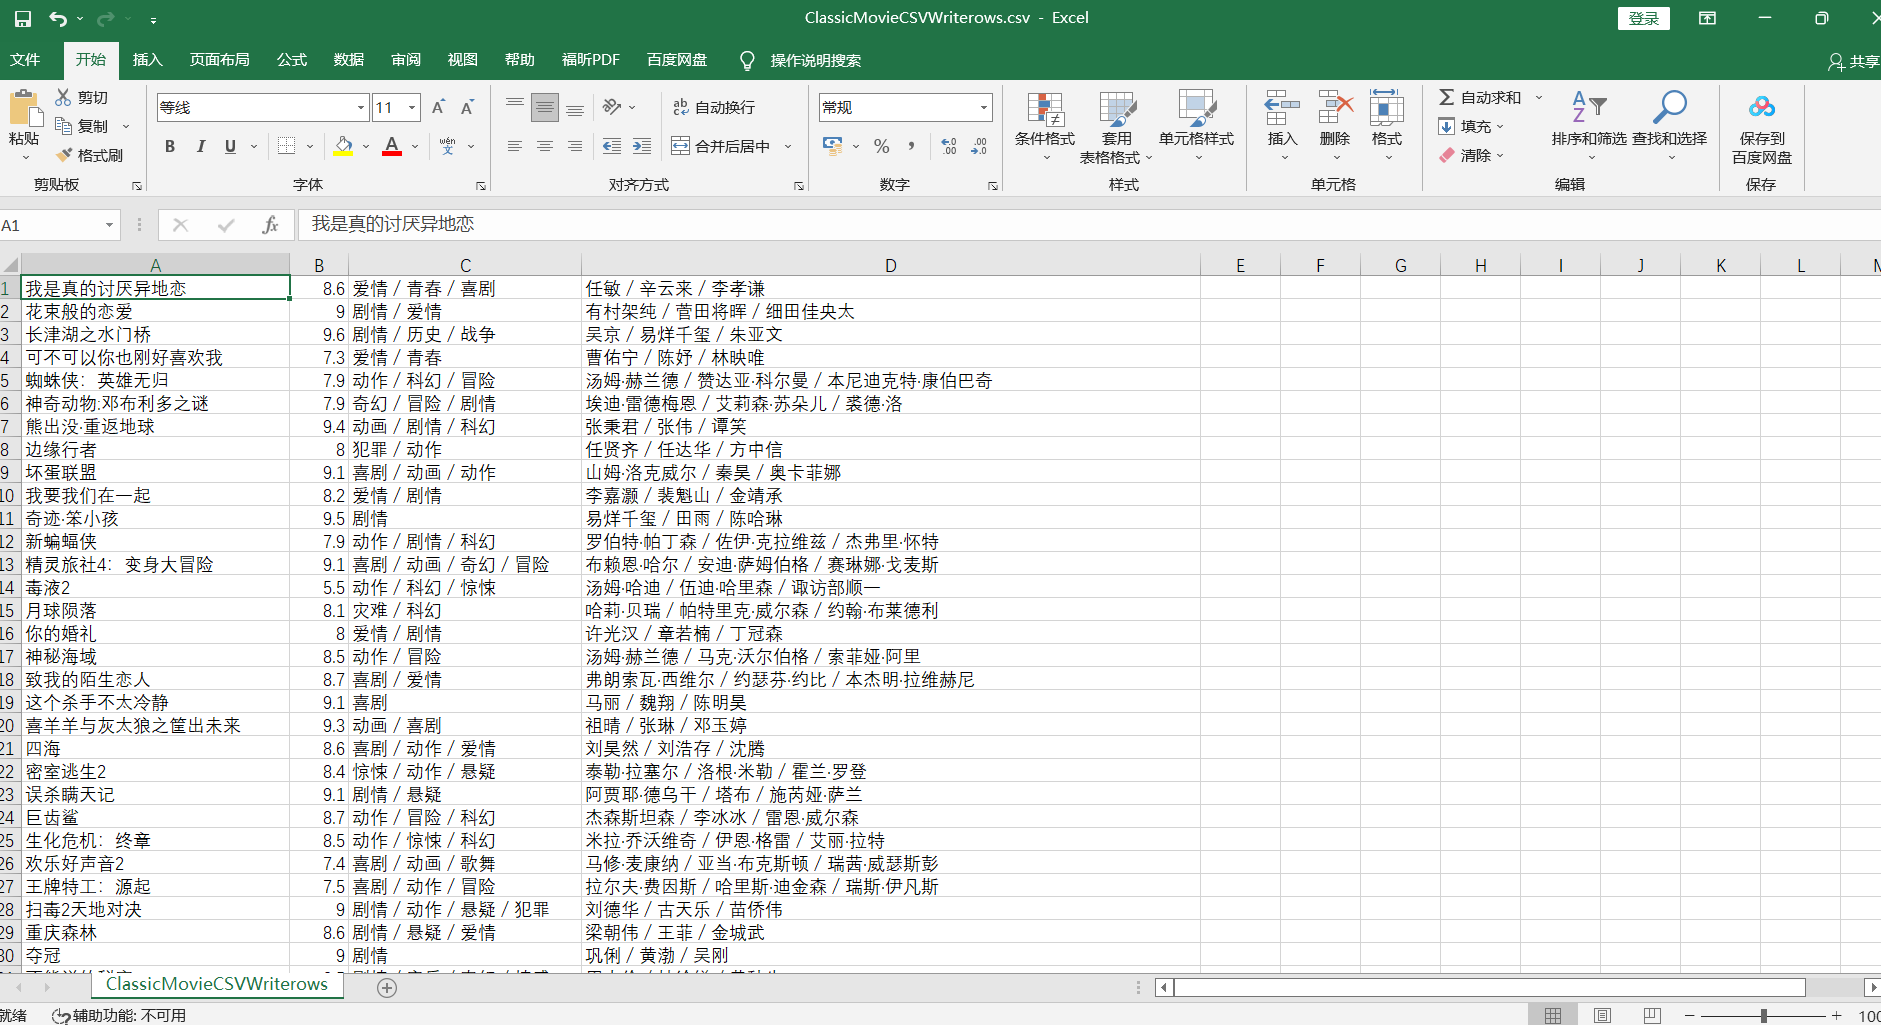 ClassicMovieCSVWriterows.csv - Excel
登录
文件 开始 插入 页面布局 公式 数据 审阅 视图 帮助 福昕PDF 百度网盘 操作说明搜索 共享
粘贴 剪切 复制 格式刷 剪贴板
等线 11 B I U A wén 文 字体
自动换行 合并后居中 对齐方式
常规 % 数字
条件格式 套用 表格格式 单元格样式 样式
插入 删除 格式 单元格
自动求和 填充 清除 排序和筛选 查找和选择 编辑
保存到 百度网盘 保存
A1 fx 我是真的讨厌异地恋
A B C D E F G H I J K L
1 我是真的讨厌异地恋 8.6 爱情 / 青春 / 喜剧 任敏 / 辛云来 / 李孝谦
2 花束般的恋爱 9 剧情 / 爱情 有村架纯 / 菅田将晖 / 细田佳央太
3 长津湖之水门桥 9.6 剧情 / 历史 / 战争 吴京 / 易烊千玺 / 朱亚文
4 可不可以你也刚好喜欢我 7.3 爱情 / 青春 曹佑宁 / 陈妤 / 林映唯
5 蜘蛛侠：英雄无归 7.9 动作 / 科幻 / 冒险 汤姆·赫兰德 / 赞达亚·科尔曼 / 本尼迪克特·康伯巴奇
6 神奇动物:邓布利多之谜 7.9 奇幻 / 冒险 / 剧情 埃迪·雷德梅恩 / 艾莉森·苏朵儿 / 裘德·洛
7 熊出没·重返地球 9.4 动画 / 剧情 / 科幻 张秉君 / 张伟 / 谭笑
8 边缘行者 8 犯罪 / 动作 任贤齐 / 任达华 / 方中信
9 坏蛋联盟 9.1 喜剧 / 动画 / 动作 山姆·洛克威尔 / 秦昊 / 奥卡菲娜
10 我要我们在一起 8.2 爱情 / 剧情 李嘉灏 / 裴魁山 / 金靖承
11 奇迹·笨小孩 9.5 剧情 易烊千玺 / 田雨 / 陈哈琳
12 新蝙蝠侠 7.9 动作 / 剧情 / 科幻 罗伯特·帕丁森 / 佐伊·克拉维兹 / 杰弗里·怀特
13 精灵旅社4：变身大冒险 9.1 喜剧 / 动画 / 奇幻 / 冒险 布赖恩·哈尔 / 安迪·萨姆伯格 / 赛琳娜·戈麦斯
14 毒液2 5.5 动作 / 科幻 / 惊悚 汤姆·哈迪 / 伍迪·哈里森 / 诹访部顺一
15 月球陨落 8.1 灾难 / 科幻 哈莉·贝瑞 / 帕特里克·威尔森 / 约翰·布莱德利
16 你的婚礼 8 爱情 / 剧情 许光汉 / 章若楠 / 丁冠森
17 神秘海域 8.5 动作 / 冒险 汤姆·赫兰德 / 马克·沃尔伯格 / 索菲娅·阿里
18 致我的陌生恋人 8.7 喜剧 / 爱情 弗朗索瓦·西维尔 / 约瑟芬·约比 / 本杰明·拉维赫尼
19 这个杀手不太冷静 9.1 喜剧 马丽 / 魏翔 / 陈明昊
20 喜羊羊与灰太狼之筐出未来 9.3 动画 / 喜剧 祖晴 / 张琳 / 邓玉婷
21 四海 8.6 喜剧 / 动作 / 爱情 刘昊然 / 刘浩存 / 沈腾
22 密室逃生2 8.4 惊悚 / 动作 / 悬疑 泰勒·拉塞尔 / 洛根·米勒 / 霍兰·罗登
23 误杀瞒天记 9.1 剧情 / 悬疑 阿贾耶·德乌干 / 塔布 / 施芮娅·萨兰
24 巨齿鲨 8.7 动作 / 冒险 / 科幻 杰森斯坦森 / 李冰冰 / 雷恩·威尔森
25 生化危机：终章 8.5 动作 / 惊悚 / 科幻 米拉·乔沃维奇 / 伊恩·格雷 / 艾丽·拉特
26 欢乐好声音2 7.4 喜剧 / 动画 / 歌舞 马修·麦康纳 / 亚当·布克斯顿 / 瑞茜·威瑟斯彭
27 王牌特工：源起 7.5 喜剧 / 动作 / 冒险 拉尔夫·费因斯 / 哈里斯·迪金森 / 瑞斯·伊凡斯
28 扫毒2天地对决 9 剧情 / 动作 / 悬疑 / 犯罪 刘德华 / 古天乐 / 苗侨伟
29 重庆森林 8.6 剧情 / 悬疑 / 爱情 梁朝伟 / 王菲 / 金城武
30 夺冠 9 剧情 巩俐 / 黄渤 / 吴刚
ClassicMovieCSVWriterows
就绪 辅助功能: 不可用 100